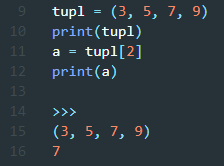 9 tupl = (3, 5, 7, 9)
10 print(tupl)
11 a = tupl[2]
12 print(a)
13
14 >>>
15 (3, 5, 7, 9)
16 7